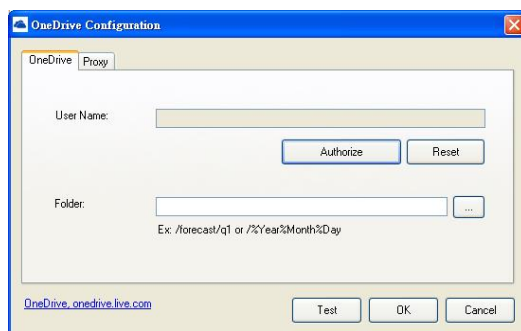 OneDrive Configuration
OneDrive Proxy
User Name:
Authorize Reset
Folder: ...
Ex: /forecast/q1 or /%Year%Month%Day
OneDrive, onedrive.live.com Test OK Cancel